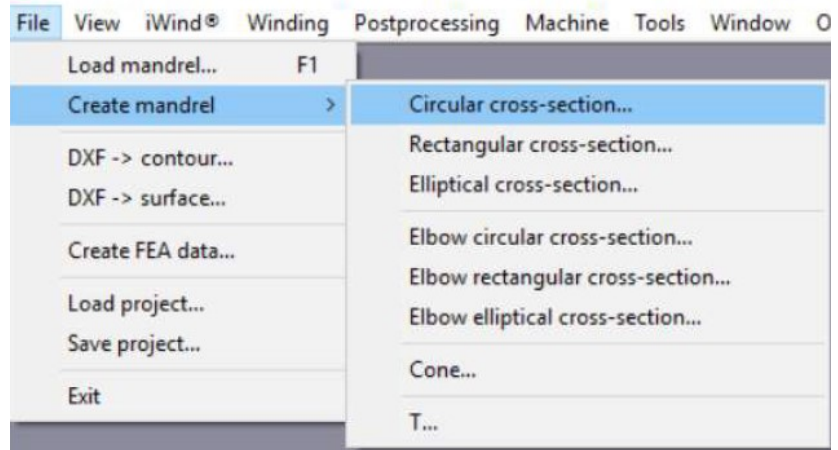 File View iWind® Winding Postprocessing Machine Tools Window O
Load mandrel... F1
Create mandrel >
DXF -> contour...
DXF -> surface...
Create FEA data...
Load project...
Save project...
Exit
Circular cross-section...
Rectangular cross-section...
Elliptical cross-section...
Elbow circular cross-section...
Elbow rectangular cross-section...
Elbow elliptical cross-section...
Cone...
T...